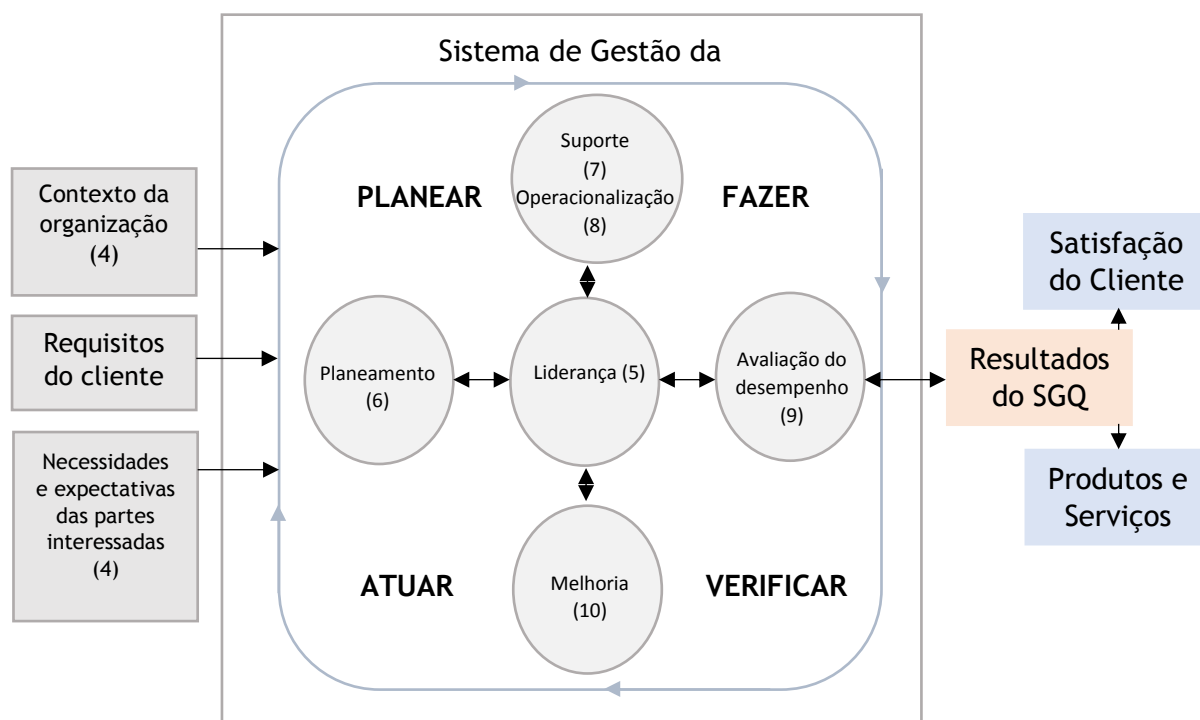 Sistema de Gestão da
Contexto da
organização
(4)
Requisitos
do cliente
Necessidades
e expectativas
das partes
interessadas
(4)
PLANEAR
Suporte
(7)
Operacionalização
(8)
FAZER
Planeamento
(6)
Liderança (5)
Avaliação do
desempenho
(9)
ATUAR
Melhoria
(10)
VERIFICAR
Satisfação
do Cliente
Resultados
do SGQ
Produtos e
Serviços